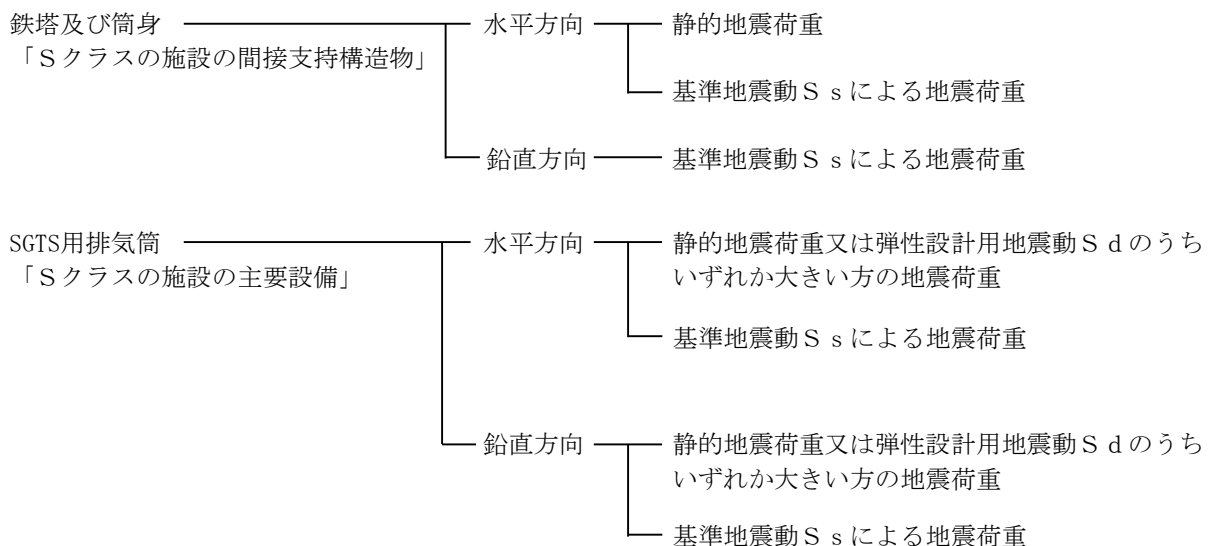 鉄塔及び筒身 水平方向 静的地震荷重
「Ｓクラスの施設の間接支持構造物」
基準地震動Ｓｓによる地震荷重
鉛直方向 基準地震動Ｓｓによる地震荷重
SGTS用排気筒 水平方向 静的地震荷重又は弾性設計用地震動Ｓｄのうち
「Ｓクラスの施設の主要設備」 いずれか大きい方の地震荷重
基準地震動Ｓｓによる地震荷重
鉛直方向 静的地震荷重又は弾性設計用地震動Ｓｄのうち
いずれか大きい方の地震荷重
基準地震動Ｓｓによる地震荷重